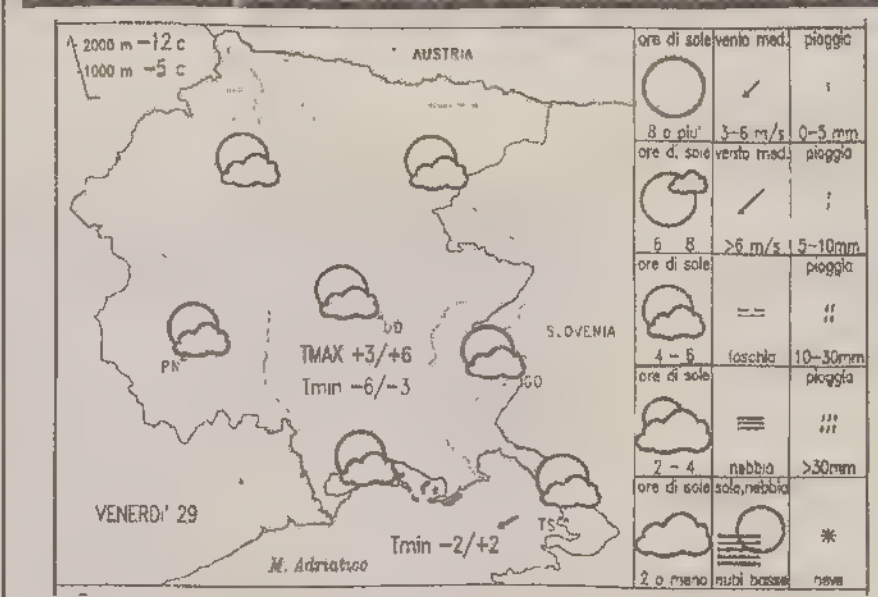 2000 m -12 c
1000 m -5 c
AUSTRIA
SLOVENIA
UD
PN
TMAX +3/+6
Tmin -6/-3
GO
VENERDI' 29
TS
Tmin -2/+2
M. Adriatico
ore di sole vento med. pioggia
8 o piu' 3-6 m/s 0-5 mm
ore di sole vento med. pioggia
6 8 >6 m/s 5-10mm
ore di sole pioggia
4 - 6 foschia 10-30mm
ore di sole pioggia
2 - 4 nebbia >30mm
ore di sole sole,nebbia
2 o meno nubi basse neve